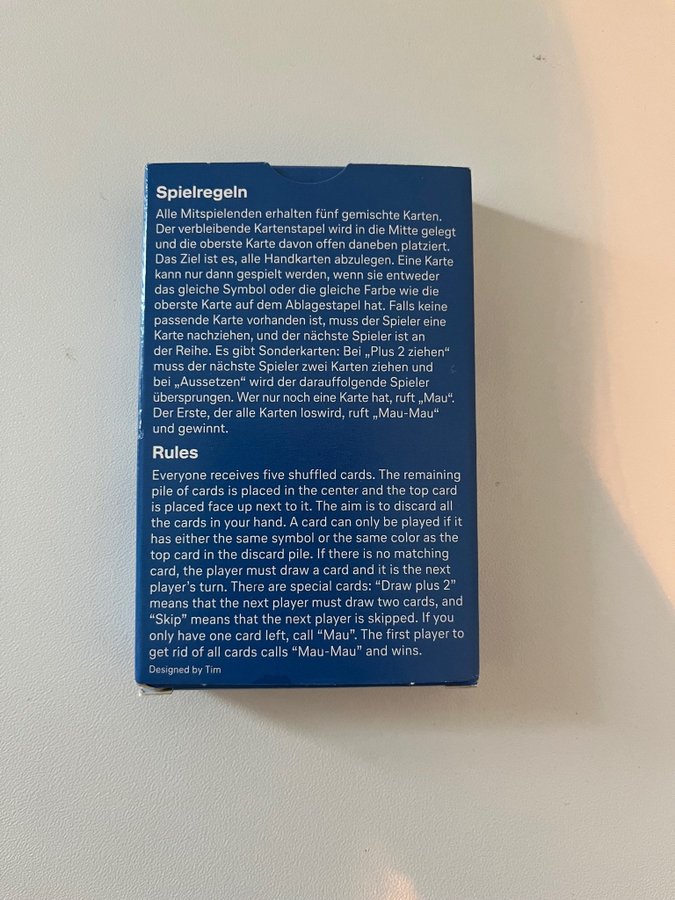 Spielregeln
Alle Mitspielenden erhalten fünf gemischte Karten.
Der verbleibende Kartenstapel wird in die Mitte gelegt
und die oberste Karte davon offen daneben platziert.
Das Ziel ist es, alle Handkarten abzulegen. Eine Karte
kann nur dann gespielt werden, wenn sie entweder
das gleiche Symbol oder die gleiche Farbe wie die
oberste Karte auf dem Ablagestapel hat. Falls keine
passende Karte vorhanden ist, muss der Spieler eine
Karte nachziehen, und der nächste Spieler ist an
der Reihe. Es gibt Sonderkarten: Bei „Plus 2 ziehen“
muss der nächste Spieler zwei Karten ziehen und
bei „Aussetzen“ wird der darauffolgende Spieler
übersprungen. Wer nur noch eine Karte hat, ruft „Mau“.
Der Erste, der alle Karten loswird, ruft „Mau-Mau“
und gewinnt.
Rules
Everyone receives five shuffled cards. The remaining
pile of cards is placed in the center and the top card
is placed face up next to it. The aim is to discard all
the cards in your hand. A card can only be played if it
has either the same symbol or the same color as the
top card in the discard pile. If there is no matching
card, the player must draw a card and it is the next
player’s turn. There are special cards: “Draw plus 2”
means that the next player must draw two cards, and
“Skip” means that the next player is skipped. If you
only have one card left, call “Mau”. The first player to
get rid of all cards calls “Mau-Mau” and wins.
Designed by Tim